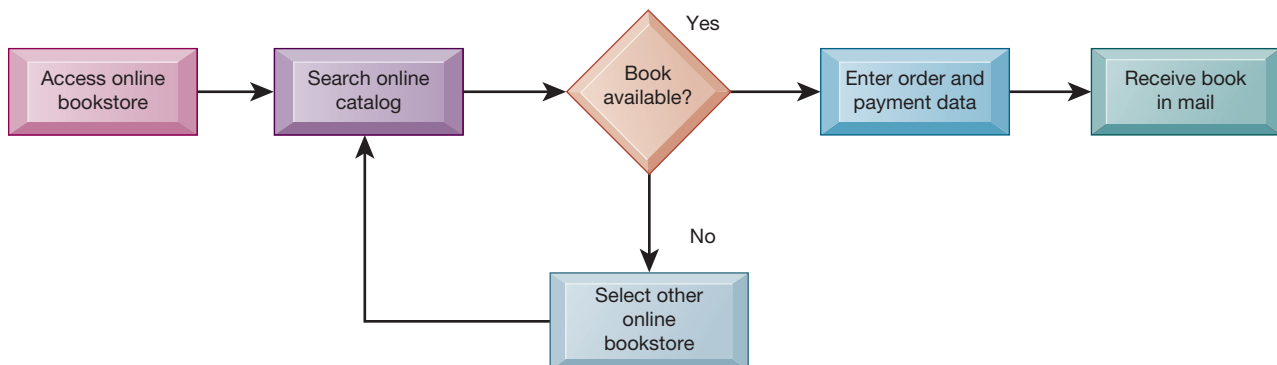 Access online
bookstore
Search online
catalog
Book
available?
Yes
Enter order and
payment data
Receive book
in mail
No
Select other
online
bookstore